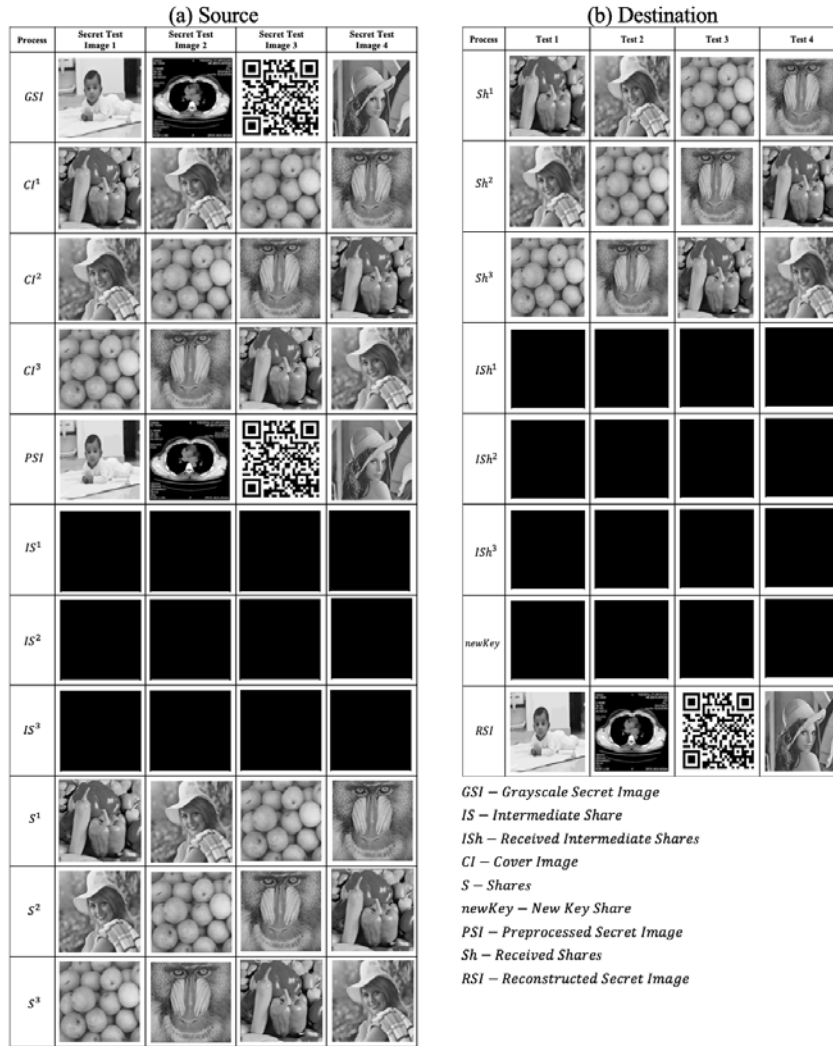 (a) Source
Process Secret Test Image 1 Secret Test Image 2 Secret Test Image 3 Secret Test Image 4
GSI
CI¹
CI²
CI³
PSI
IS¹
IS²
IS³
S¹
S²
S³
(b) Destination
Process Test 1 Test 2 Test 3 Test 4
Sh¹
Sh²
Sh³
ISh¹
ISh²
ISh³
newKey
RSI
GSI – Grayscale Secret Image
IS – Intermediate Share
ISh – Received Intermediate Shares
CI – Cover Image
S – Shares
newKey – New Key Share
PSI – Preprocessed Secret Image
Sh – Received Shares
RSI – Reconstructed Secret Image